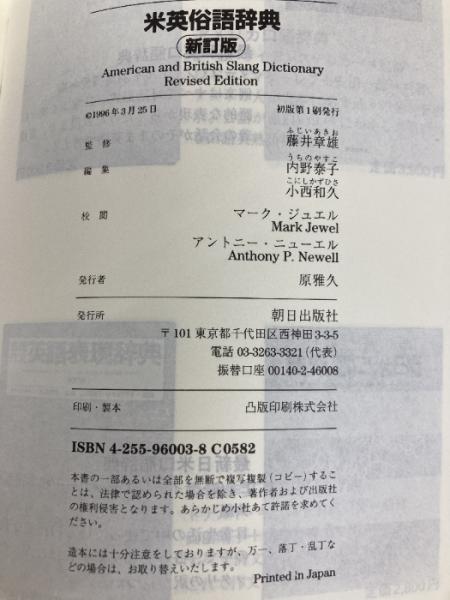 米英俗語辞典
新訂版
American and British Slang Dictionary
Revised Edition
©1996年3月25日 初版第1刷発行
監修 藤井章雄
ふじいあきお
編集 内野泰子
うちのやすこ
小西和久
こにしかずひさ
校閲 マーク・ジュエル
Mark Jewel
アントニー・ニューエル
Anthony P. Newell
発行者 原雅久
発行所 朝日出版社
〒101 東京都千代田区西神田3-3-5
電話 03-3263-3321(代表)
振替口座 00140-2-46008
印刷・製本 凸版印刷株式会社
ISBN 4-255-96003-8 C0582
本書の一部あるいは全部を無断で複写複製(コピー)するこ
とは、法律で認められた場合を除き、著作者および出版社
の権利侵害となります。あらかじめ小社あて許諾を求めてく
ださい。
造本には十分注意をしておりますが、万一、落丁・乱丁な
どの場合は、お取り替えいたします。
Printed in Japan